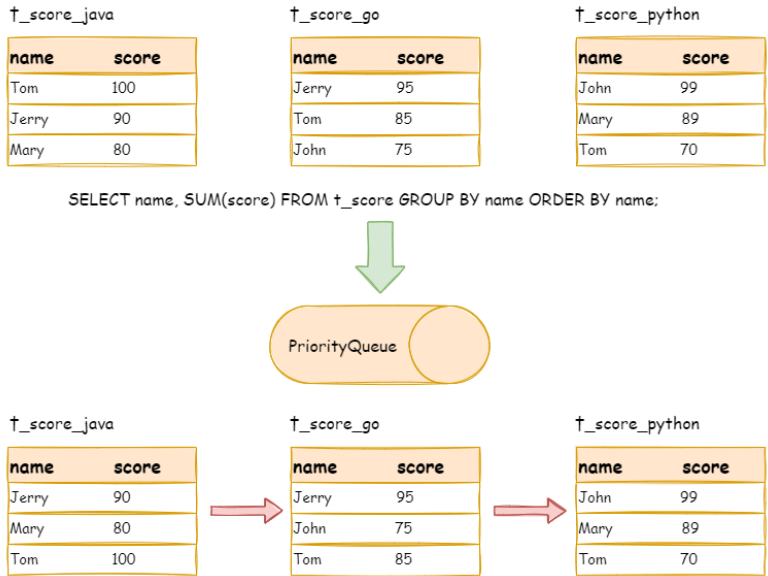 t_score_java t_score_go t_score_python
name score name score name score
Tom 100 Jerry 95 John 99
Jerry 90 Tom 85 Mary 89
Mary 80 John 75 Tom 70
SELECT name, SUM(score) FROM t_score GROUP BY name ORDER BY name;
PriorityQueue
t_score_java t_score_go t_score_python
name score name score name score
Jerry 90 Jerry 95 John 99
Mary 80 John 75 Mary 89
Tom 100 Tom 85 Tom 70